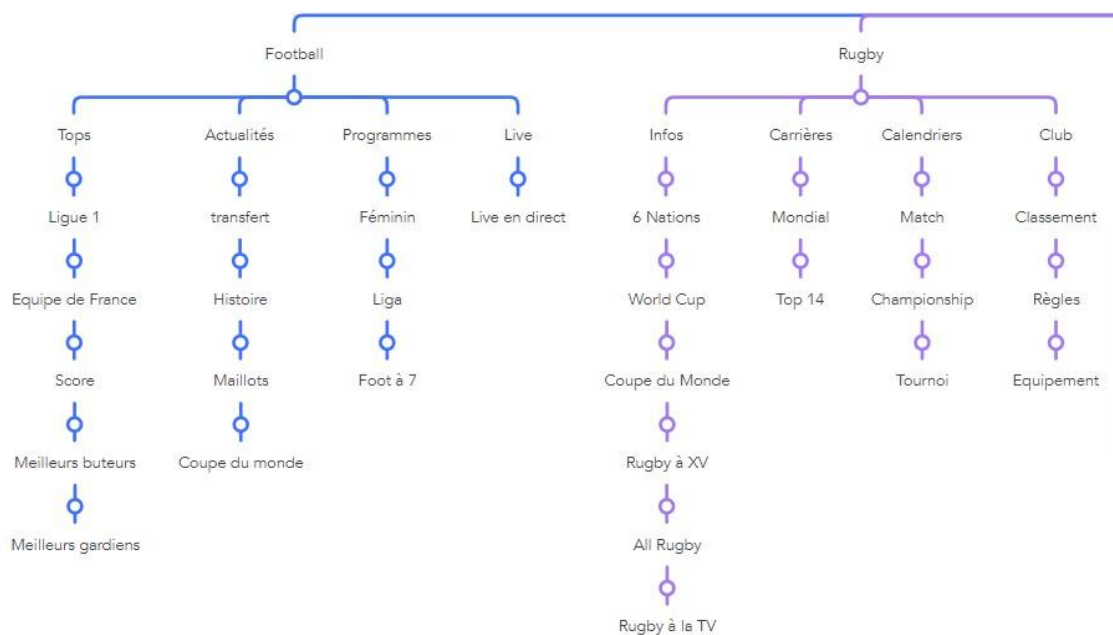 Football
Rugby
Tops
Actualités
Programmes
Live
Infos
Carrières
Calendriers
Club
Ligue 1
transfert
Féminin
Live en direct
6 Nations
Mondial
Match
Classement
Equipe de France
Histoire
Liga
World Cup
Top 14
Championship
Règles
Score
Maillots
Foot à 7
Coupe du Monde
Tournoi
Equipement
Meilleurs buteurs
Coupe du monde
Rugby à XV
Meilleurs gardiens
All Rugby
Rugby à la TV